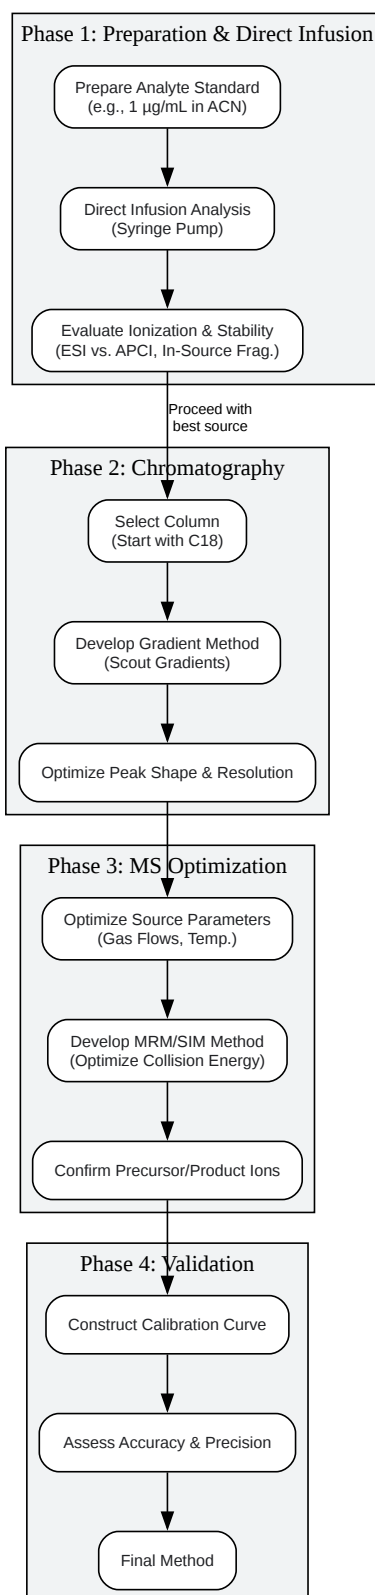 Phase 1: Preparation & Direct Infusion
Prepare Analyte Standard
(e.g., 1 µg/mL in ACN)
Direct Infusion Analysis
(Syringe Pump)
Evaluate Ionization & Stability
(ESI vs. APCI, In-Source Frag.)
Proceed with
best source
Phase 2: Chromatography
Select Column
(Start with C18)
Develop Gradient Method
(Scout Gradients)
Optimize Peak Shape & Resolution
Phase 3: MS Optimization
Optimize Source Parameters
(Gas Flows, Temp.)
Develop MRM/SIM Method
(Optimize Collision Energy)
Confirm Precursor/Product Ions
Phase 4: Validation
Construct Calibration Curve
Assess Accuracy & Precision
Final Method